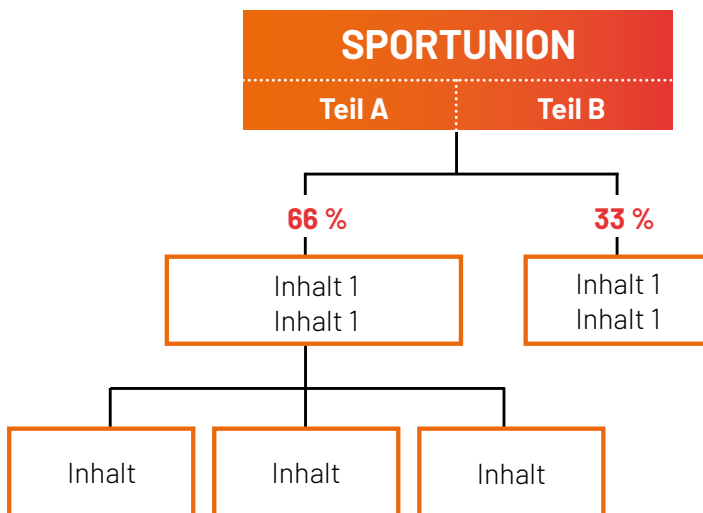 SPORTUNION
Teil A
Teil B
66 %
33 %
Inhalt 1
Inhalt 1
Inhalt 1
Inhalt 1
Inhalt
Inhalt
Inhalt